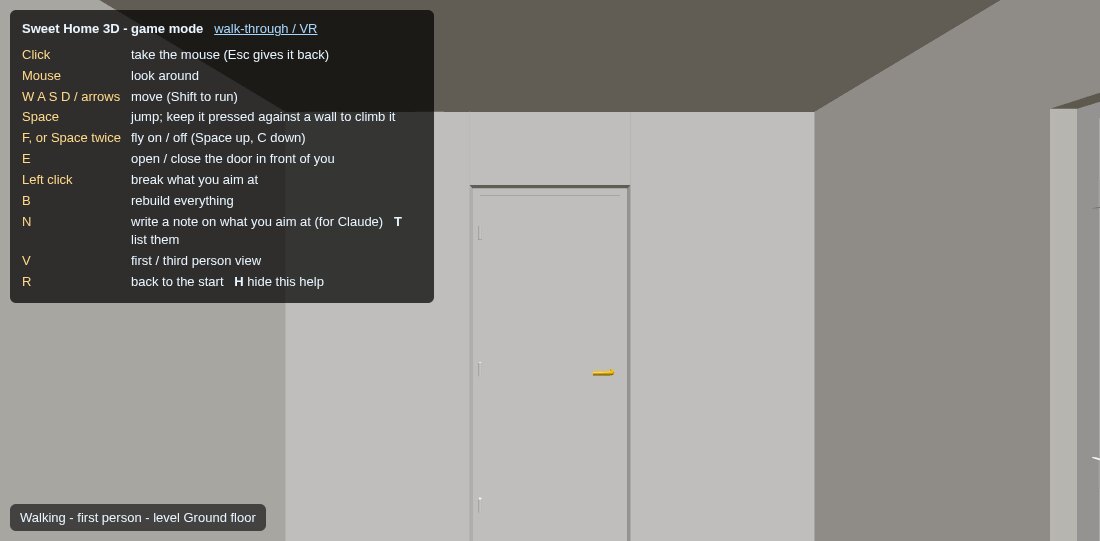 Sweet Home 3D - game mode walk-through / VR
Click take the mouse (Esc gives it back)
Mouse look around
W A S D / arrows move (Shift to run)
Space jump; keep it pressed against a wall to climb it
F, or Space twice fly on / off (Space up, C down)
E open / close the door in front of you
Left click break what you aim at
B rebuild everything
N write a note on what you aim at (for Claude) T
list them
V first / third person view
R back to the start H hide this help
Walking - first person - level Ground floor